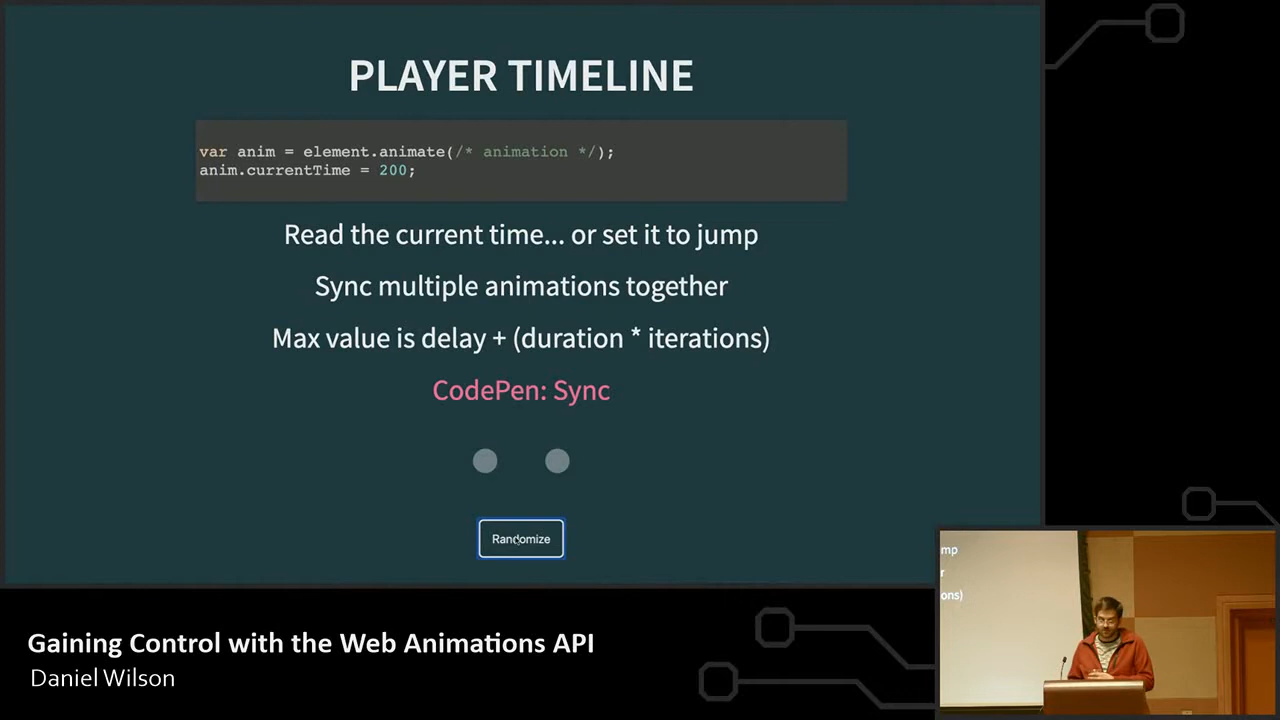 PLAYER TIMELINE
var anim = element.animate(/* animation */);
anim.currentTime = 200;
Read the current time... or set it to jump
Sync multiple animations together
Max value is delay + (duration * iterations)
CodePen: Sync
Randomize
mp
r
ons)
Gaining Control with the Web Animations API
Daniel Wilson